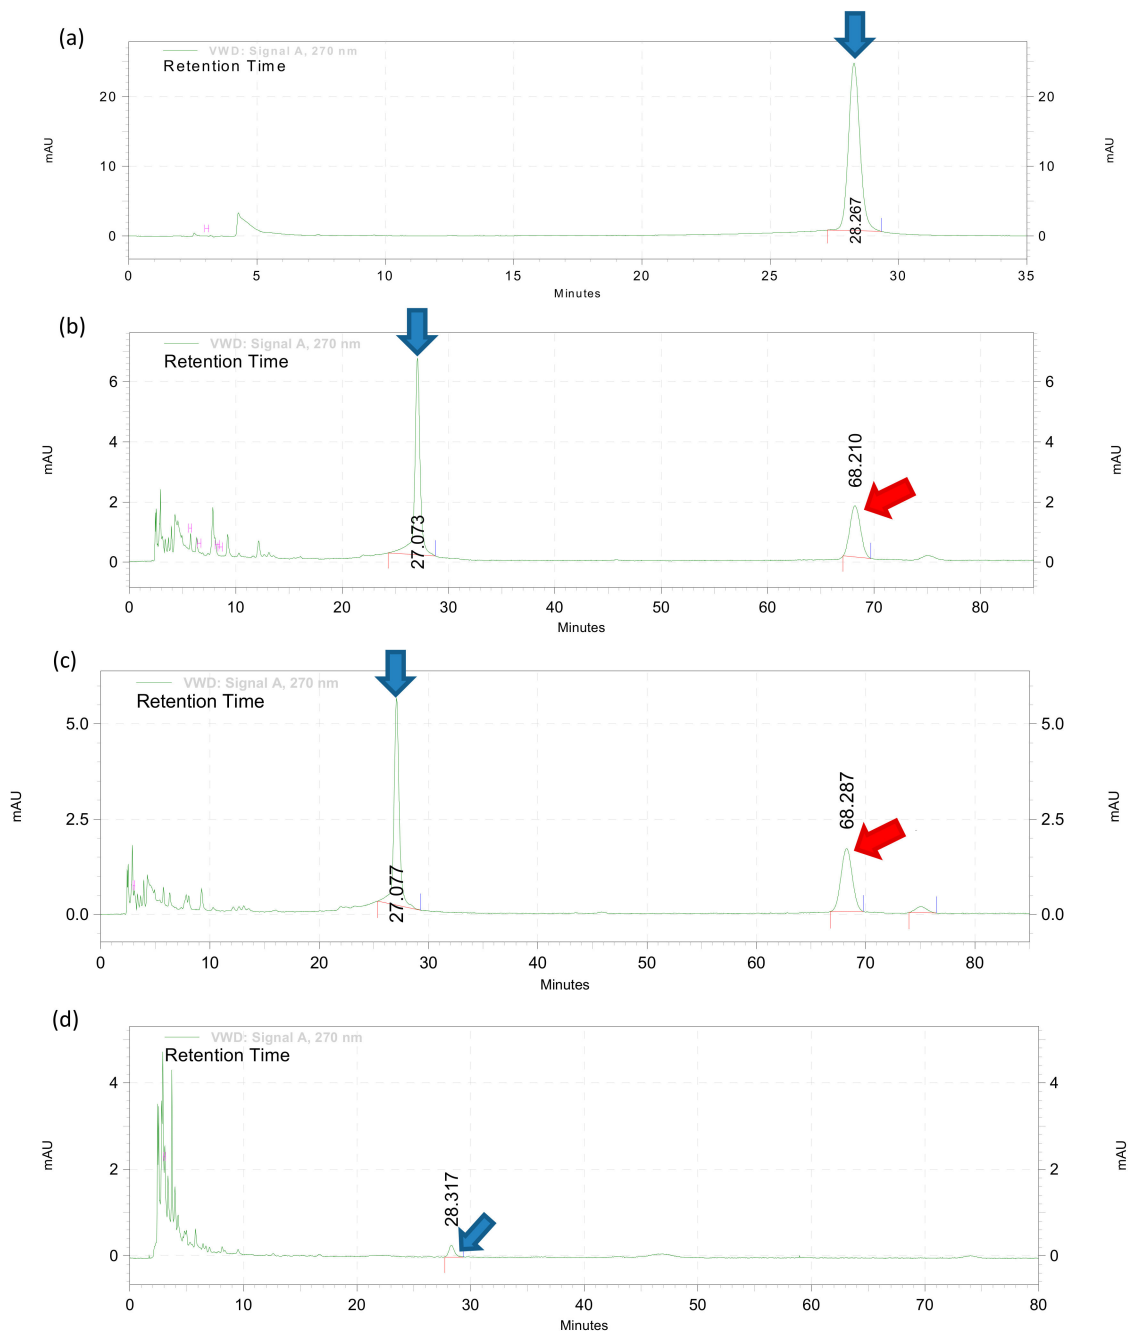 (a)
VWD: Signal A, 270 nm
Retention Time
28.267
mAU
20
10
0
20
10
0
mAU
0 5 10 15 20 25 30 35
Minutes
(b)
VWD: Signal A, 270 nm
Retention Time
27.073
68.210
mAU
6
4
2
0
6
4
2
0
mAU
0 10 20 30 40 50 60 70 80
Minutes
(c)
VWD: Signal A, 270 nm
Retention Time
27.077
68.287
mAU
5.0
2.5
0.0
5.0
2.5
0.0
mAU
0 10 20 30 40 50 60 70 80
Minutes
(d)
VWD: Signal A, 270 nm
Retention Time
28.317
mAU
4
2
0
4
2
0
mAU
0 10 20 30 40 50 60 70 80
Minutes